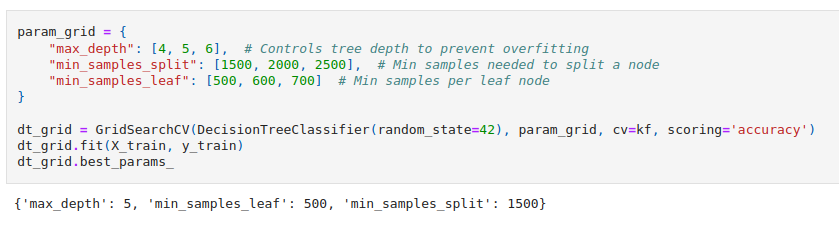 param_grid = {
    "max_depth": [4, 5, 6],  # Controls tree depth to prevent overfitting
    "min_samples_split": [1500, 2000, 2500],  # Min samples needed to split a node
    "min_samples_leaf": [500, 600, 700]  # Min samples per leaf node
}
dt_grid = GridSearchCV(DecisionTreeClassifier(random_state=42), param_grid, cv=kf, scoring='accuracy')
dt_grid.fit(X_train, y_train)
dt_grid.best_params_
{'max_depth': 5, 'min_samples_leaf': 500, 'min_samples_split': 1500}